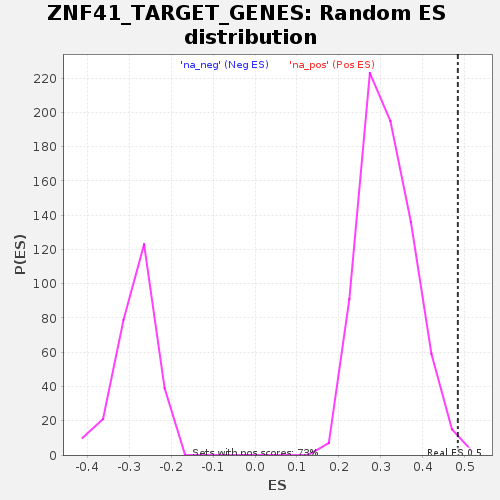 ZNF41_TARGET_GENES: Random ES
distribution
'na_neg' (Neg ES) 'na_pos' (Pos ES)
220
200
180
160
140
120
100
80
60
40
20
0
P(ES)
Sets with pos scores: 73%
Real ES 0.5
-0.4 -0.3 -0.2 -0.1 0.0 0.1 0.2 0.3 0.4 0.5
ES